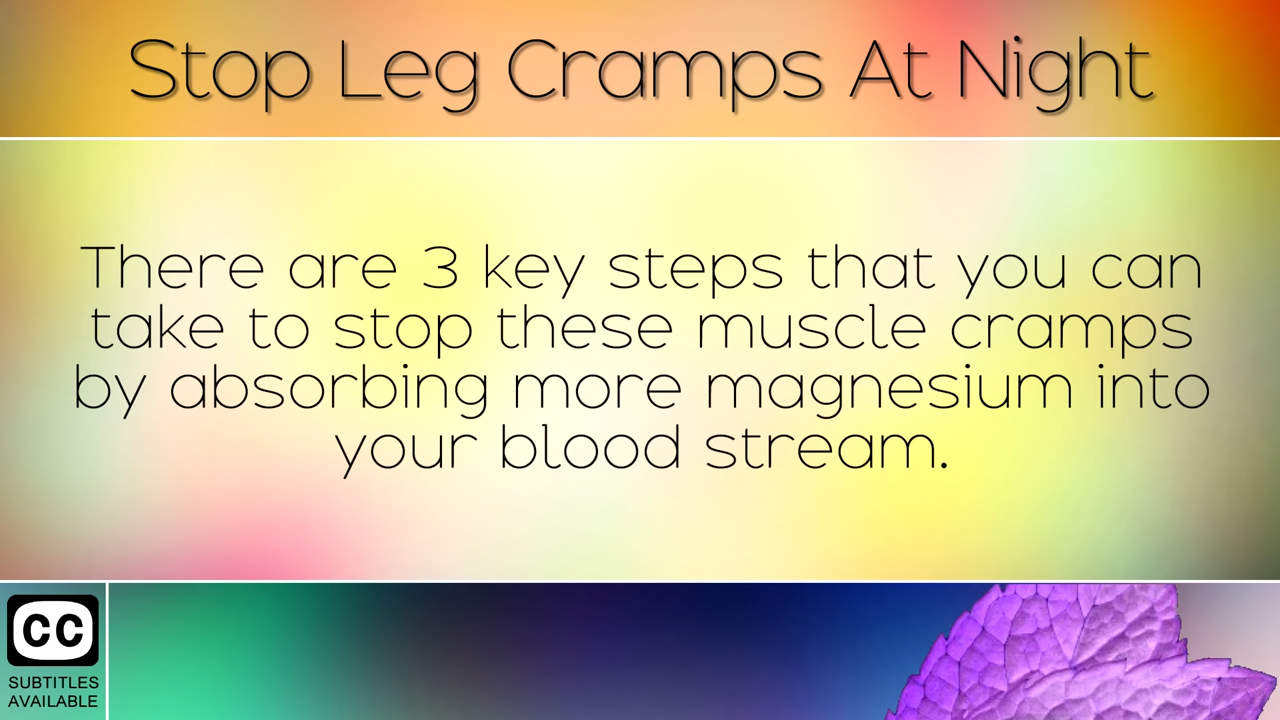 Stop Leg Cramps At Night
There are 3 key steps that you can
take to stop these muscle cramps
by absorbing more magnesium into
your blood stream.
CC
SUBTITLES
AVAILABLE